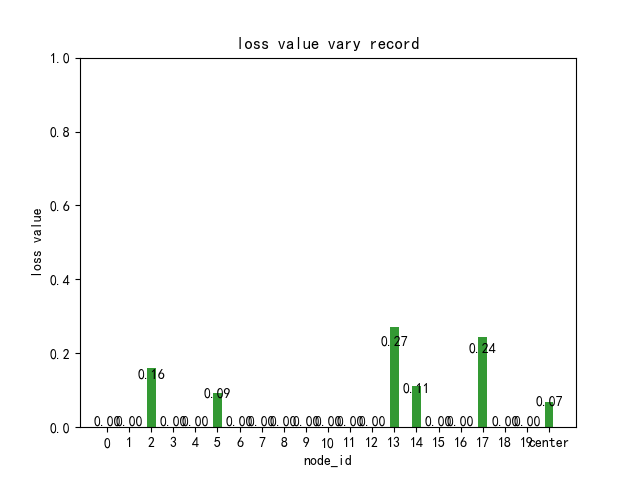 loss value vary record
1.0
0.8
0.6
0.4
0.2
0.0
loss value
0.00 0.00 0.16 0.00 0.00 0.09 0.00 0.00 0.00 0.00 0.00 0.00 0.00 0.27 0.11 0.00 0.00 0.24 0.00 0.00 0.07
0 1 2 3 4 5 6 7 8 9 10 11 12 13 14 15 16 17 18 19 center
node_id